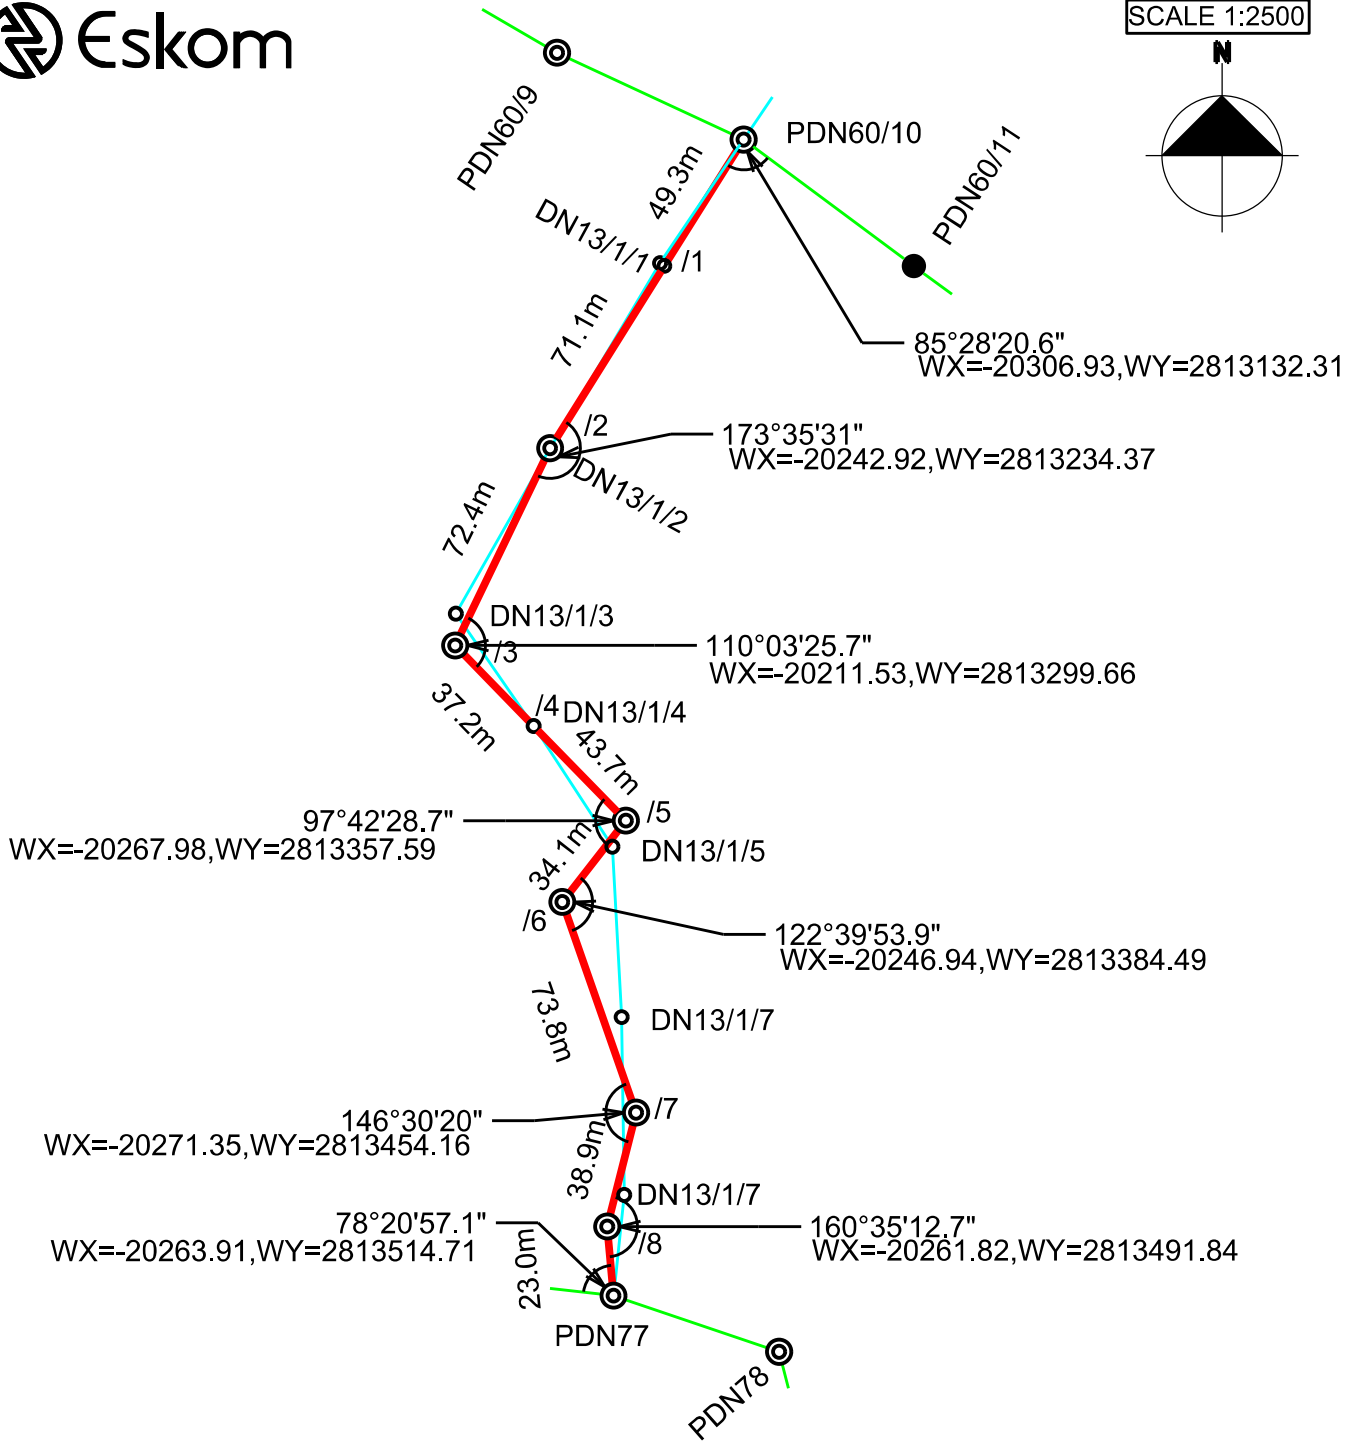 Eskom
SCALE 1:2500
N
PDN60/9
PDN60/10
PDN60/11
49.3m
DN13/1/1
/1
71.1m
85°28'20.6"
WX=-20306.93,WY=2813132.31
/2
173°35'31"
WX=-20242.92,WY=2813234.37
DN13/1/2
72.4m
DN13/1/3
/3
110°03'25.7"
WX=-20211.53,WY=2813299.66
37.2m
/4
DN13/1/4
43.7m
97°42'28.7"
WX=-20267.98,WY=2813357.59
/5
34.1m
DN13/1/5
/6
122°39'53.9"
WX=-20246.94,WY=2813384.49
73.8m
DN13/1/7
146°30'20"
WX=-20271.35,WY=2813454.16
/7
38.9m
DN13/1/7
78°20'57.1"
WX=-20263.91,WY=2813514.71
/8
160°35'12.7"
WX=-20261.82,WY=2813491.84
23.0m
PDN77
PDN78